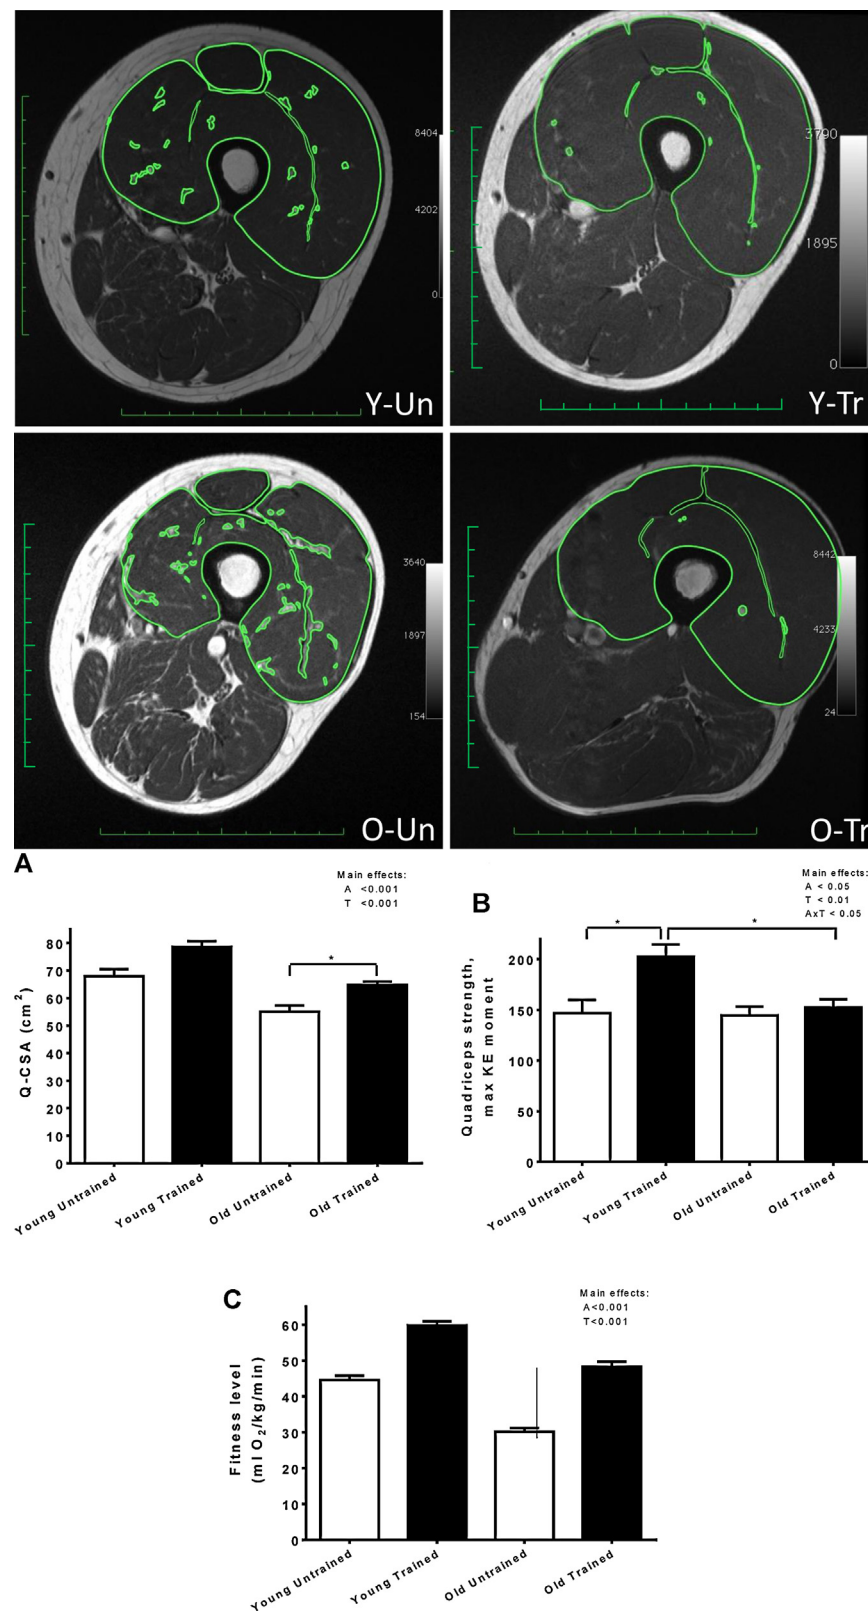 8404
4202
0
Y-Un
3790
1895
0
Y-Tr
3640
1897
154
O-Un
8442
4233
24
O-Tr
A
Main effects:
A <0.001
T <0.001
80
70
60
50
40
30
20
10
0
Q-CSA (cm2)
*
Young Untrained
Young Trained
Old Untrained
Old Trained
B
Main effects:
A < 0.05
T < 0.01
AxT < 0.05
200
150
100
50
0
Quadriceps strength,
max KE moment
*
*
Young Untrained
Young Trained
Old Untrained
Old Trained
C
Main effects:
A<0.001
T<0.001
60
50
40
30
20
10
0
Fitness level
(ml O2/kg/min)
Young Untrained
Young Trained
Old Untrained
Old Trained